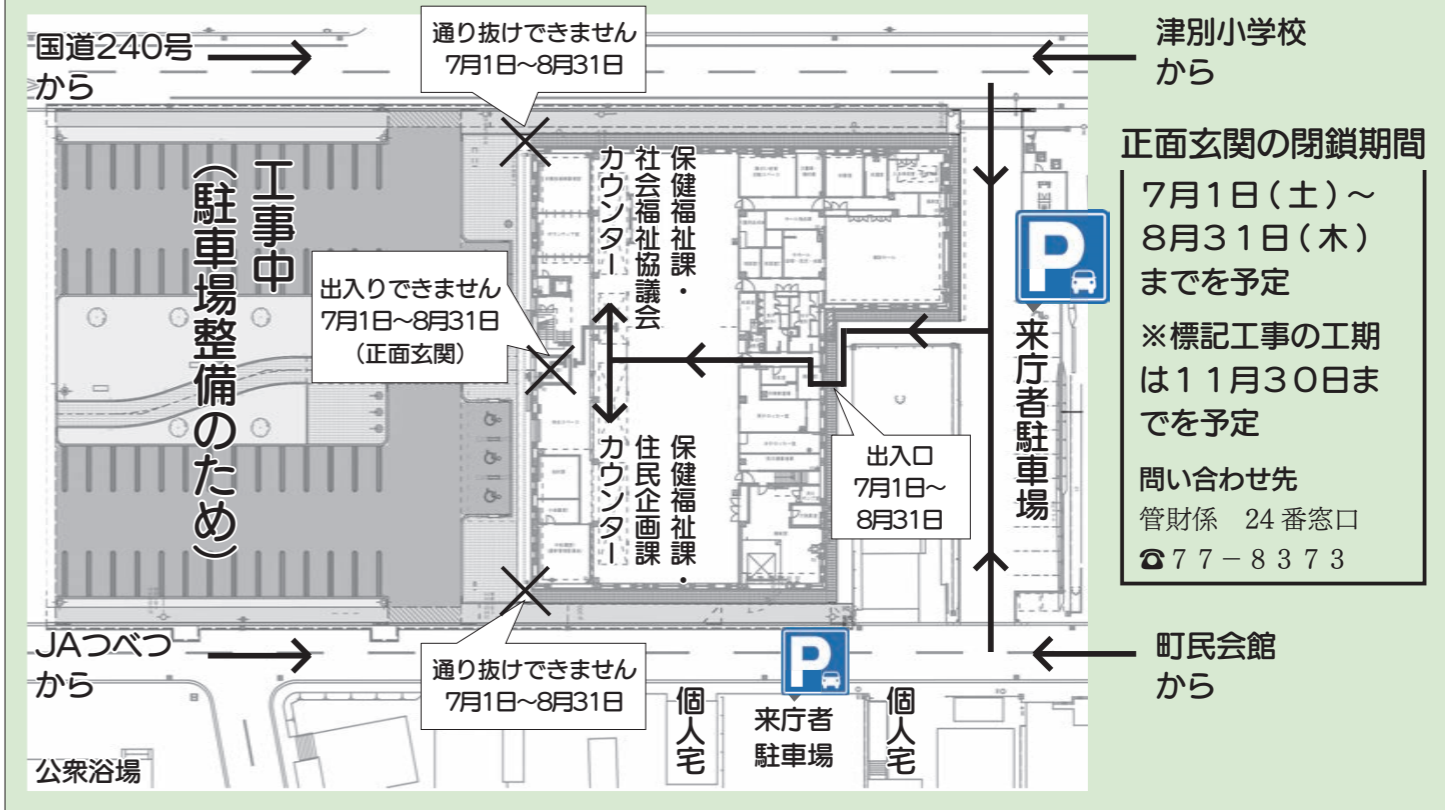 国道240号
から
通り抜けできません
7月1日〜8月31日
津別小学校
から
工事中
（駐車場整備のため）
出入りできません
7月1日〜8月31日
（正面玄関）
保健福祉課・
社会福祉協議会
カウンター
保健福祉課・
住民企画課
カウンター
出入口
7月1日〜
8月31日
P
来庁者駐車場
正面玄関の閉鎖期間
7月1日(土)〜
8月31日(木)
までを予定
※標記工事の工期
は11月30日ま
でを予定
問い合わせ先
管財係　24番窓口
☎77−8373
JAつべつ
から
通り抜けできません
7月1日〜8月31日
P
個人宅
来庁者
駐車場
個人宅
町民会館
から
公衆浴場